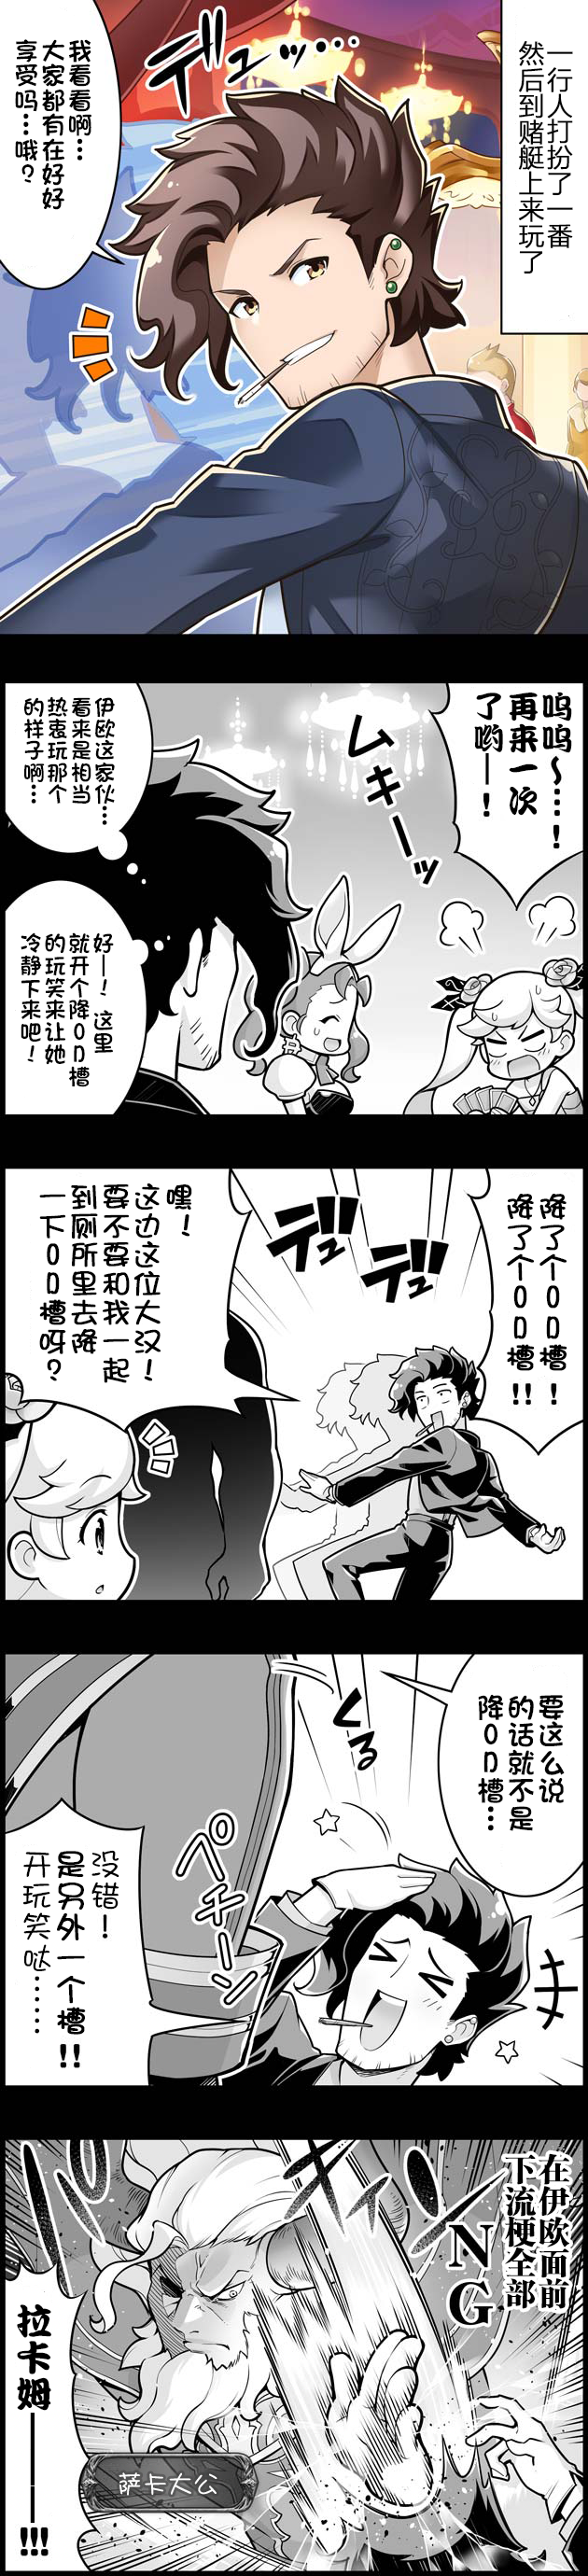 一行人打扮了一番
然后到赌艇上来玩了
デュッ…
我看看啊…
大家都有在好好
享受吗…哦？
呜呜～…！
再来一次
了哟—！
ムキーッ
伊欧这家伙…
看来是相当
热衷玩那个
的样子啊…
好—！这里
就开个降OD槽
的玩笑来让她
冷静下来吧！
降了个OD槽！
降了个OD槽！！
デュ
デュ
嘿！
这边这位大汉！
要不要和我一起
到厕所里去降
一下OD槽呀？
要这么说
的话就不是
降OD槽…
くる
ペチーン
没错！
是另外一个槽！！
开玩笑哒……
在伊欧面前
下流梗全部
NG
拉卡姆——!!!
萨卡大公